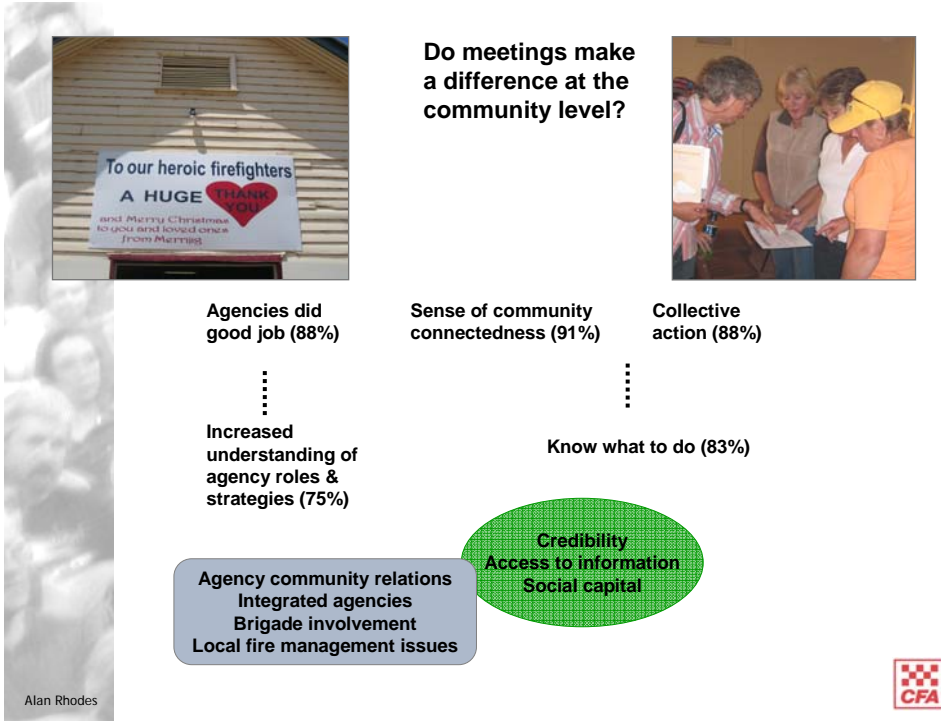 Do meetings make
a difference at the
community level?
To our heroic firefighters
A HUGE THANK
YOU
and Merry Christmas
to you and loved ones
from Merrijig
Agencies did
good job (88%)
Sense of community
connectedness (91%)
Collective
action (88%)
Increased
understanding of
agency roles &
strategies (75%)
Know what to do (83%)
Credibility
Access to information
Social capital
Agency community relations
Integrated agencies
Brigade involvement
Local fire management issues
Alan Rhodes
CFA